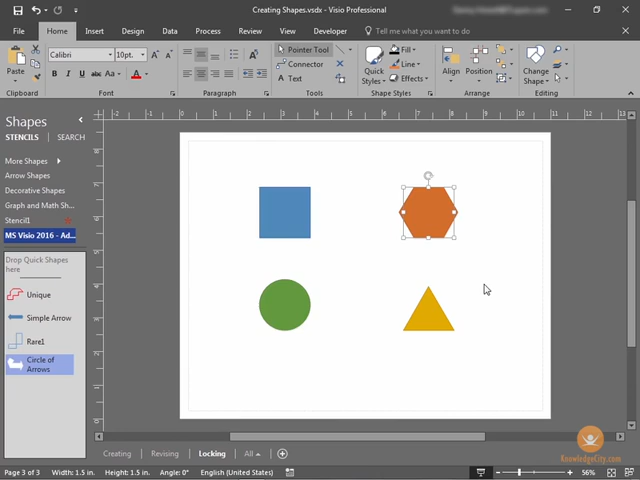 Creating Shapes.vsdx - Visio Professional
File Home Insert Design Process Review View Developer Tell me what you want to do
Paste
Calibri 10pt.
B I U abc Aa A
Clipboard
Font
Paragraph
Pointer Tool
Connector
A Text
Tools
Quick Styles
Fill
Line
Effects
Shape Styles
Align Position
Arrange
Change Shape
Editing
Shapes
STENCILS SEARCH
More Shapes
Arrow Shapes
Decorative Shapes
Graph and Math Sh...
Stencil1
MS Visio 2016 - Ad...
Drop Quick Shapes here
Unique
Simple Arrow
Rare1
Circle of Arrows
Creating Revising Locking All
KnowledgeCity.com
Page 3 of 3 Width: 1.5 in. Height: 1.5 in. Angle: 0° English (United States) 56%